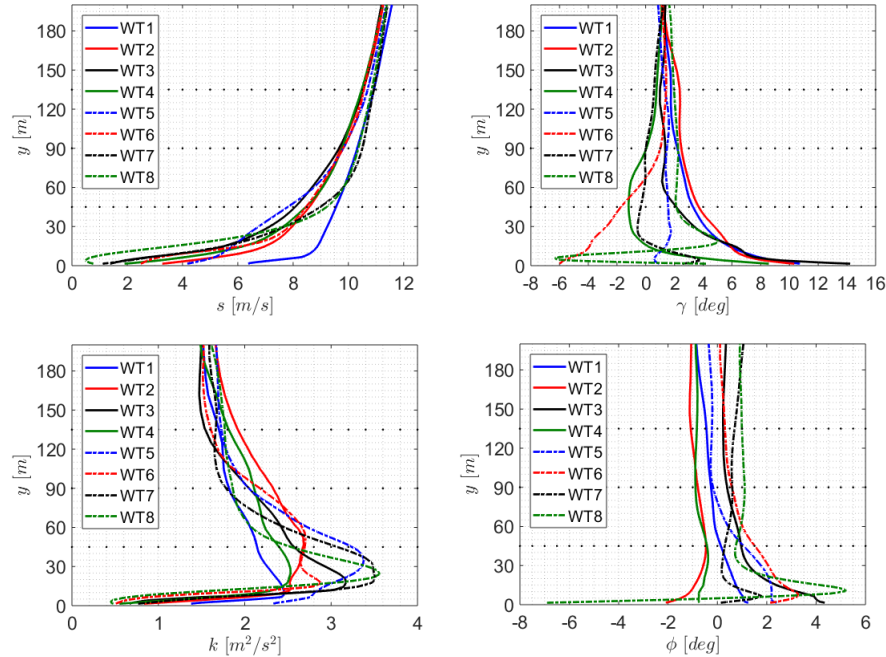 180
150
120
90
60
30
0
y [m]
WT1
WT2
WT3
WT4
WT5
WT6
WT7
WT8
0 2 4 6 8 10 12
s [m/s]
180
150
120
90
60
30
0
y [m]
WT1
WT2
WT3
WT4
WT5
WT6
WT7
WT8
-8 -6 -4 -2 0 2 4 6 8 10 12 14 16
γ [deg]
180
150
120
90
60
30
0
y [m]
WT1
WT2
WT3
WT4
WT5
WT6
WT7
WT8
0 1 2 3 4
k [m²/s²]
180
150
120
90
60
30
0
y [m]
WT1
WT2
WT3
WT4
WT5
WT6
WT7
WT8
-8 -6 -4 -2 0 2 4 6
ϕ [deg]